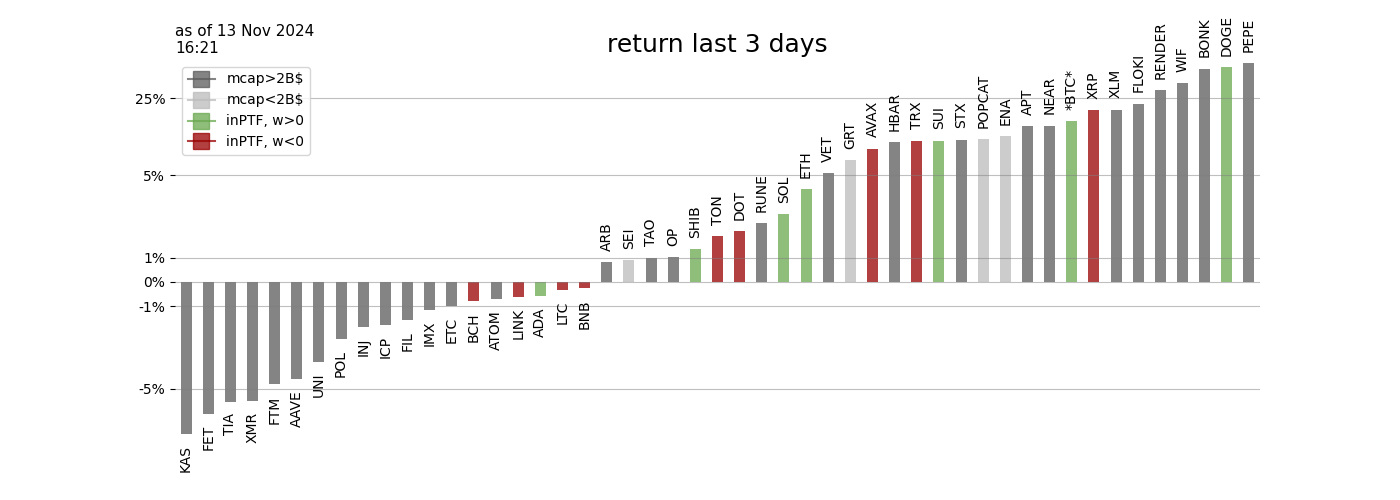 as of 13 Nov 2024
16:21
return last 3 days
mcap>2B$
mcap<2B$
inPTF, w>0
inPTF, w<0
25%
5%
1%
0%
-1%
-5%
KAS
FET
TIA
XMR
FTM
AAVE
UNI
POL
INJ
ICP
FIL
IMX
ETC
BCH
ATOM
LINK
ADA
LTC
BNB
ARB
SEI
TAO
OP
SHIB
TON
DOT
RUNE
SOL
ETH
VET
GRT
AVAX
HBAR
TRX
SUI
STX
POPCAT
ENA
APT
NEAR
*BTC*
XRP
XLM
FLOKI
RENDER
WIF
BONK
DOGE
PEPE